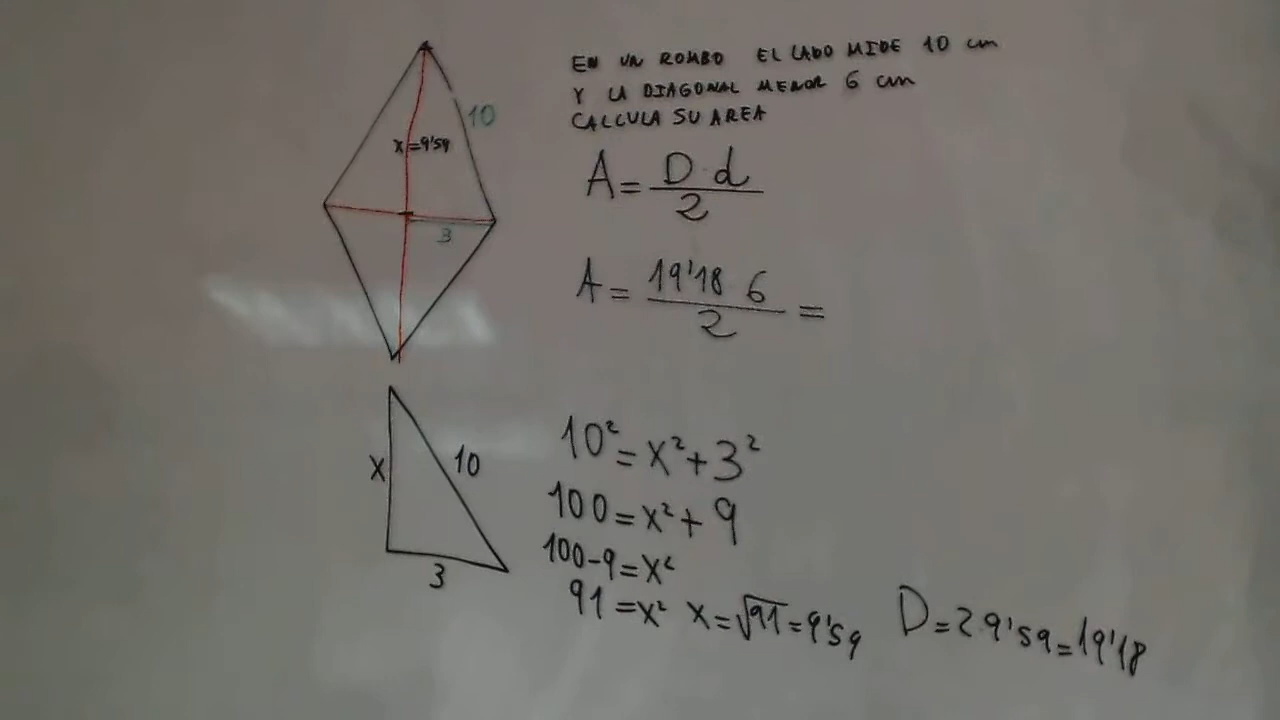 EN UN ROMBO EL LADO MIDE 10 cm
Y LA DIAGONAL MENOR 6 cm
CALCULA SU AREA
10
x=9'59
3
A = D·d / 2
A = 19'18 6 / 2 =
x
10
3
10² = x² + 3²
100 = x² + 9
100-9 = x²
91 = x² x = √91 = 9'59 D = 2 9'59 = 19'18